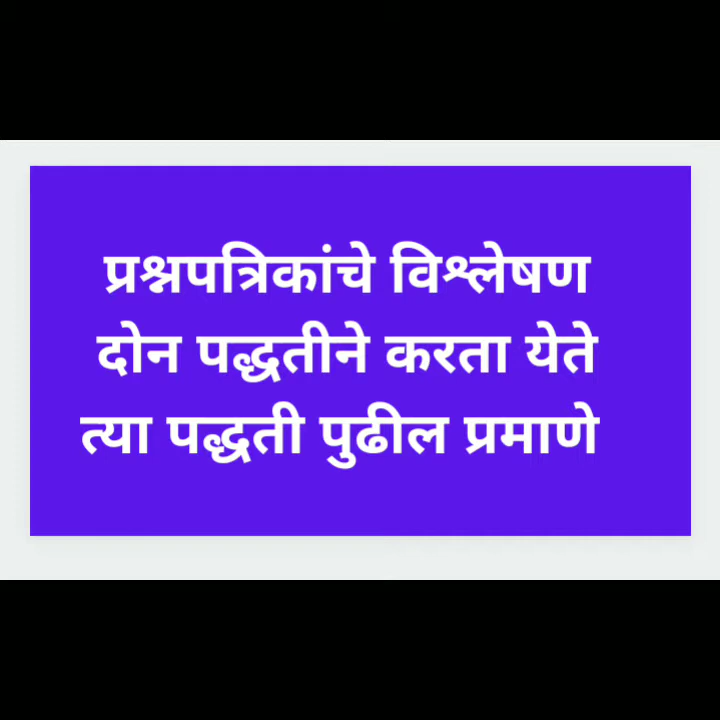 प्रश्नपत्रिकांचे विश्लेषण
दोन पद्धतीने करता येते
त्या पद्धती पुढील प्रमाणे